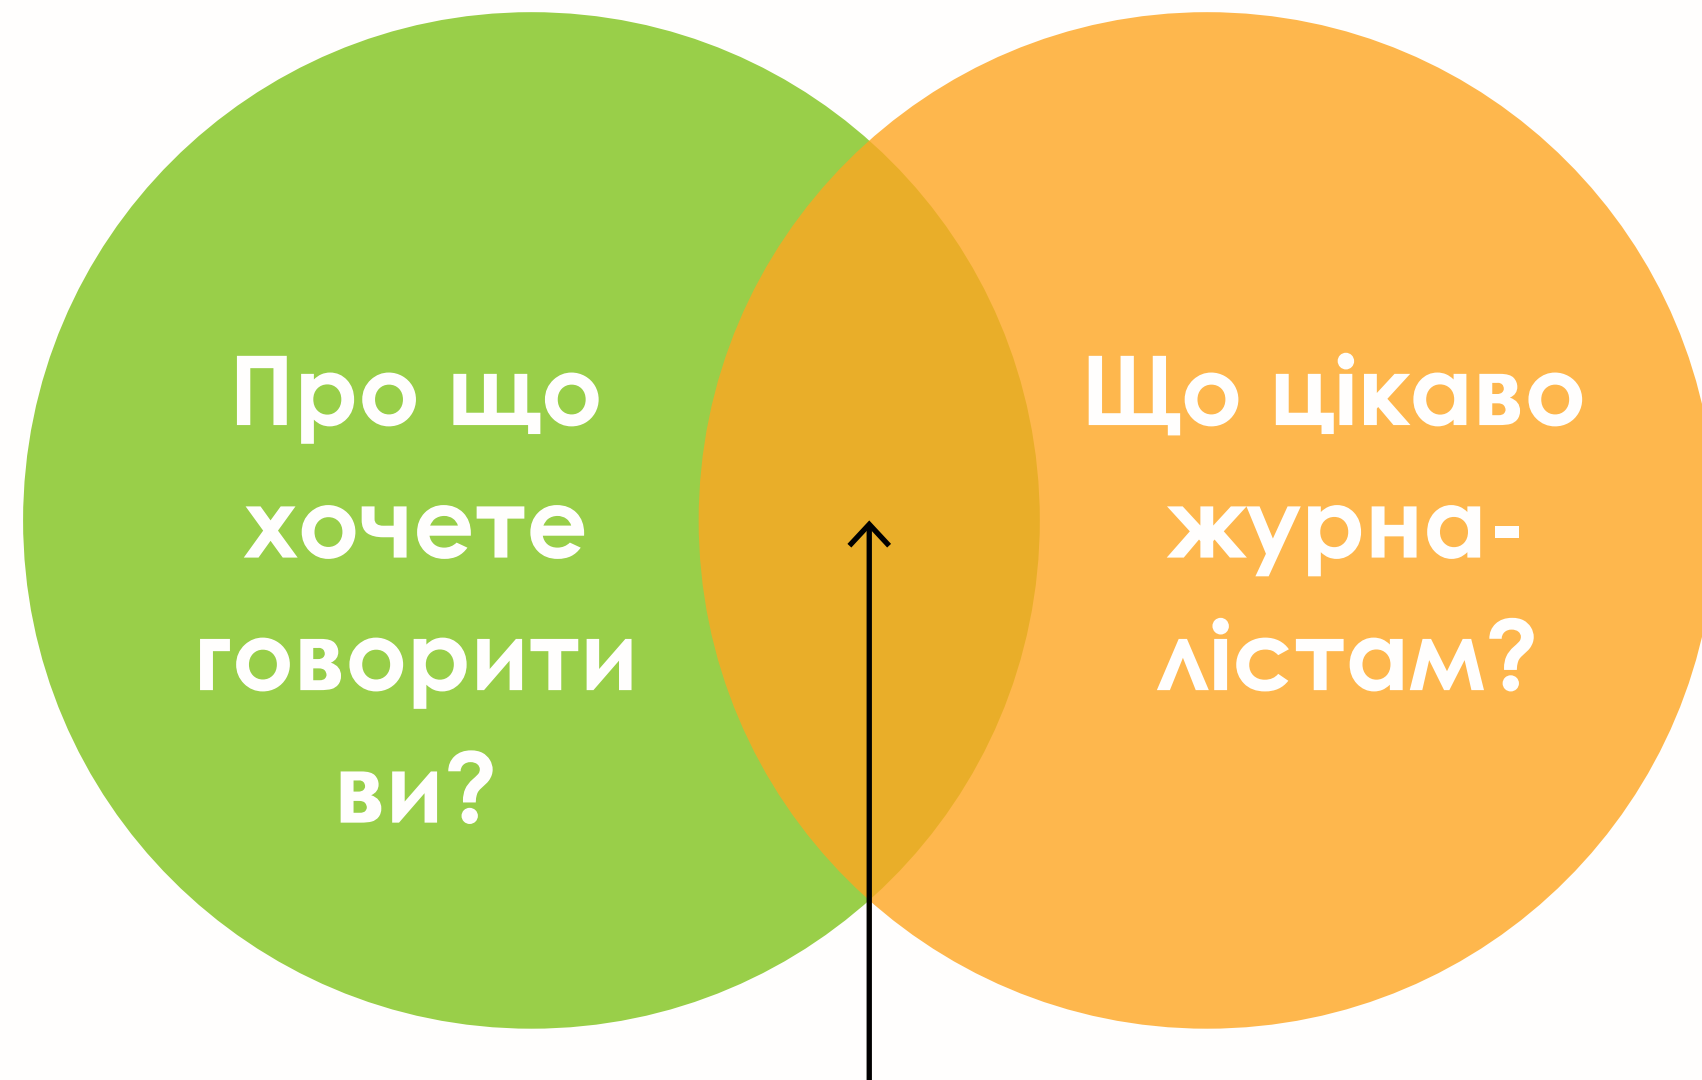 Про що
хочете
говорити
ви?
Що цікаво
журна-
лістам?